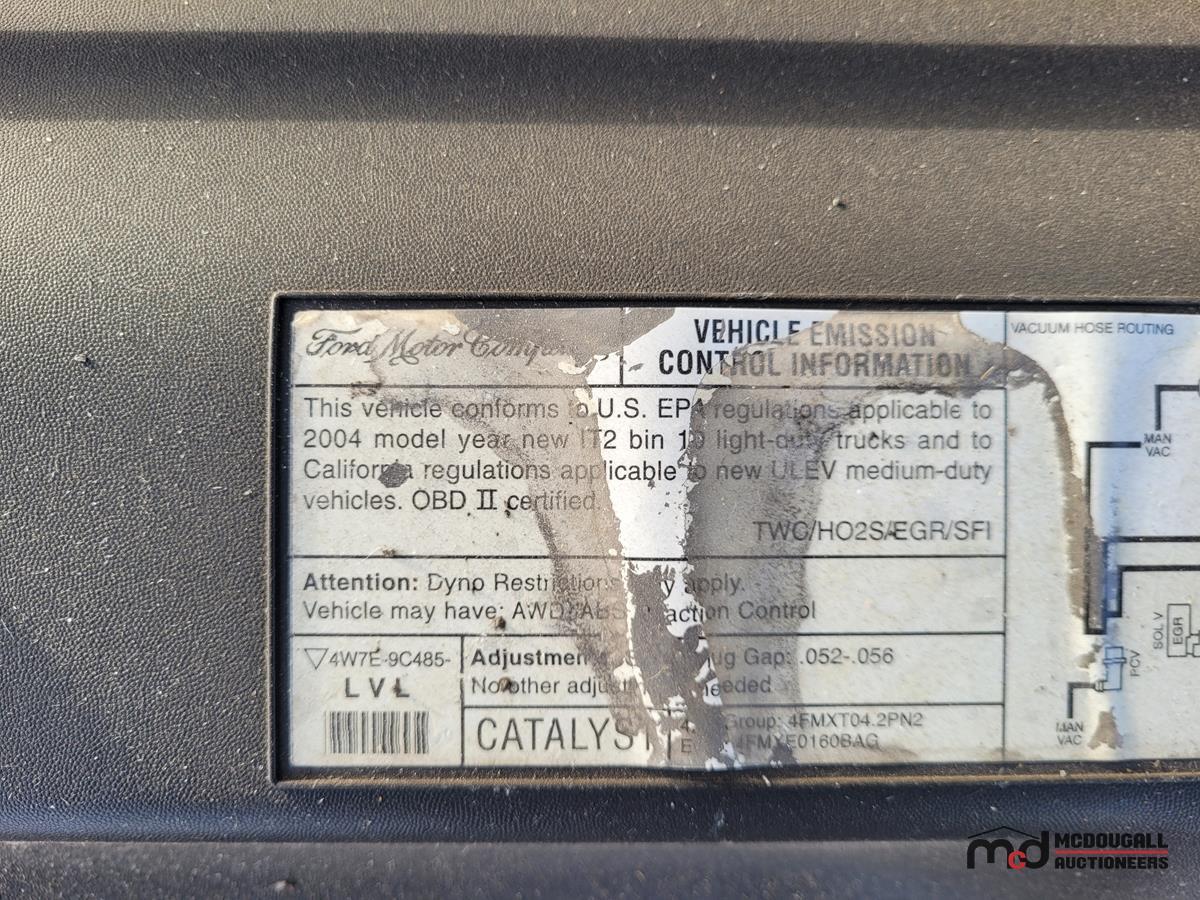 Ford Motor Company
VEHICLE EMISSION
CONTROL INFORMATION
This vehicle conforms to U.S. EPA regulations applicable to
2004 model year new IT2 bin 10 light-duty trucks and to
California regulations applicable to new ULEV medium-duty
vehicles. OBD II certified.
TWC/HO2S/EGR/SFI
Attention: Dyno Restrictions may apply.
Vehicle may have: AWD/ABS/Traction Control
▽4W7E-9C485-
LVL
Adjustment: Gap: .052-.056
No other needed
CATALYST
Group: 4FMXT04.2PN2
4FMXE0160BAG
VACUUM HOSE ROUTING
MAN
VAC
SOL V
EGR
PCV
MAN
VAC
mcd MCDOUGALL
AUCTIONEERS